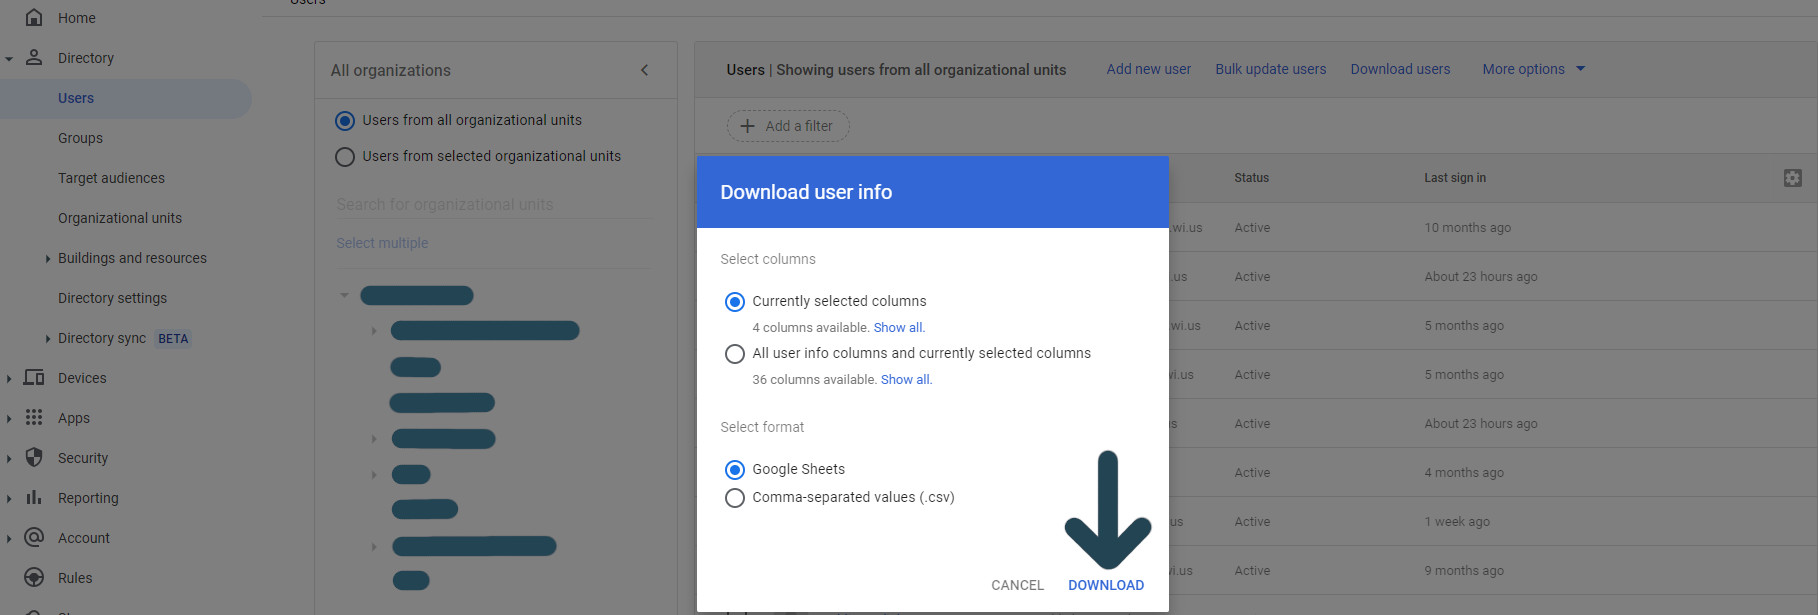 Users
Home
Directory
Users
Groups
Target audiences
Organizational units
Buildings and resources
Directory settings
Directory sync BETA
Devices
Apps
Security
Reporting
Account
Rules
All organizations
Users from all organizational units
Users from selected organizational units
Search for organizational units
Select multiple
Users | Showing users from all organizational units
Add new user
Bulk update users
Download users
More options
Add a filter
Status
Last sign in
.wi.us Active 10 months ago
.us Active About 23 hours ago
wi.us Active 5 months ago
vi.us Active 5 months ago
s Active About 23 hours ago
Active 4 months ago
us Active 1 week ago
vi.us Active 9 months ago
Download user info
Select columns
Currently selected columns
4 columns available. Show all.
All user info columns and currently selected columns
36 columns available. Show all.
Select format
Google Sheets
Comma-separated values (.csv)
CANCEL DOWNLOAD